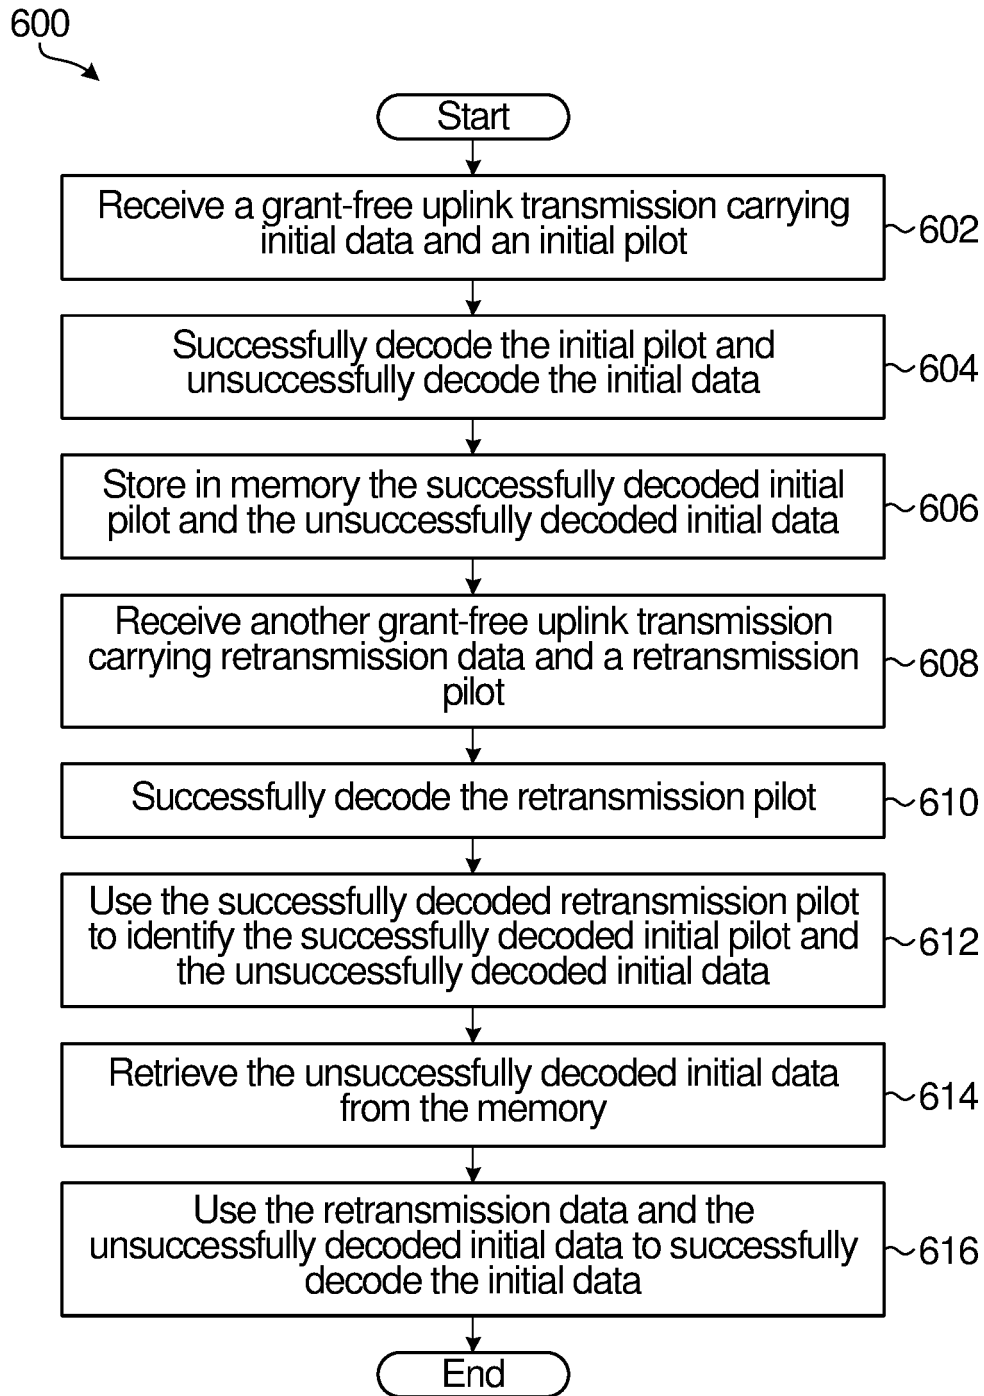 600
Start
Receive a grant-free uplink transmission carrying
initial data and an initial pilot
602
Successfully decode the initial pilot and
unsuccessfully decode the initial data
604
Store in memory the successfully decoded initial
pilot and the unsuccessfully decoded initial data
606
Receive another grant-free uplink transmission
carrying retransmission data and a retransmission
pilot
608
Successfully decode the retransmission pilot
610
Use the successfully decoded retransmission pilot
to identify the successfully decoded initial pilot and
the unsuccessfully decoded initial data
612
Retrieve the unsuccessfully decoded initial data
from the memory
614
Use the retransmission data and the
unsuccessfully decoded initial data to successfully
decode the initial data
616
End